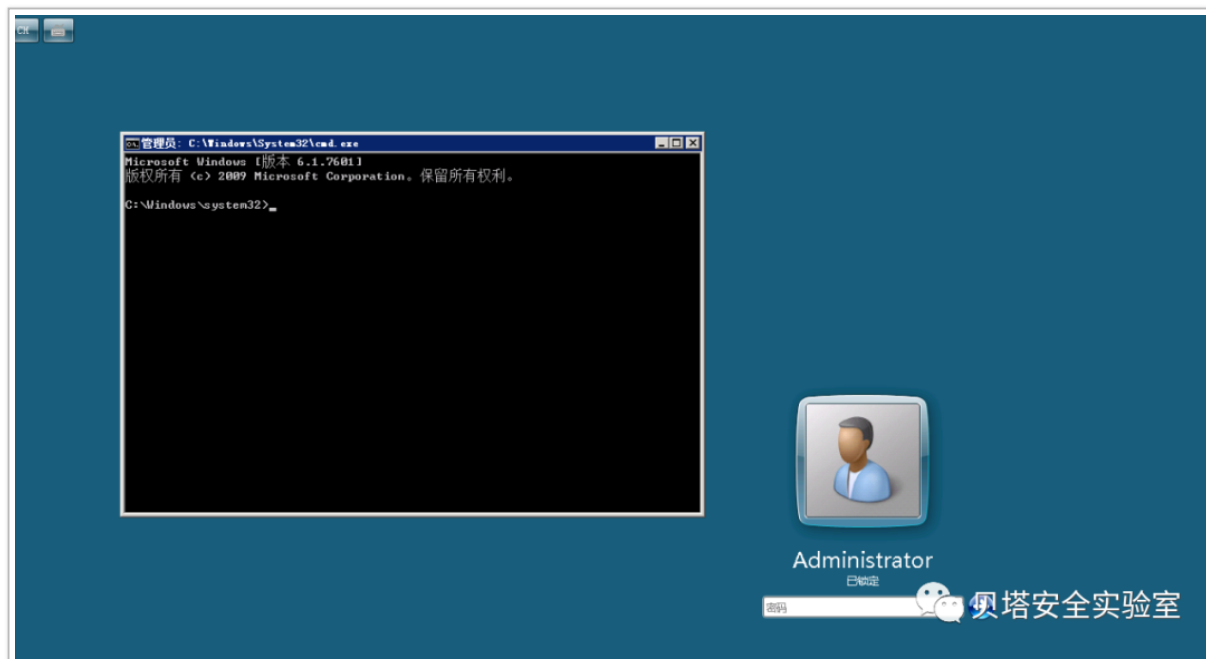 CH
管理员: C:\Windows\System32\cmd.exe
Microsoft Windows [版本 6.1.7601]
版权所有 (c) 2009 Microsoft Corporation。保留所有权利。
C:\Windows\system32>_
Administrator
已锁定
密码
贝塔安全实验室